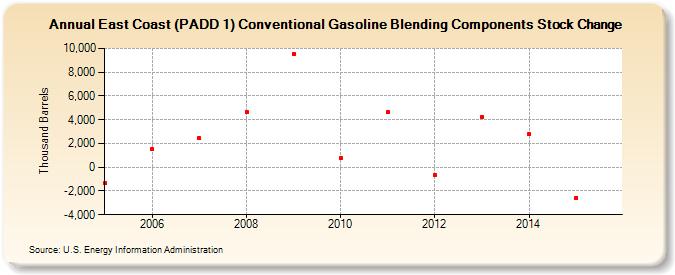 Annual East Coast (PADD 1) Conventional Gasoline Blending Components Stock Change
Thousand Barrels
10,000
8,000
6,000
4,000
2,000
0
-2,000
-4,000
2006 2008 2010 2012 2014
Source: U.S. Energy Information Administration